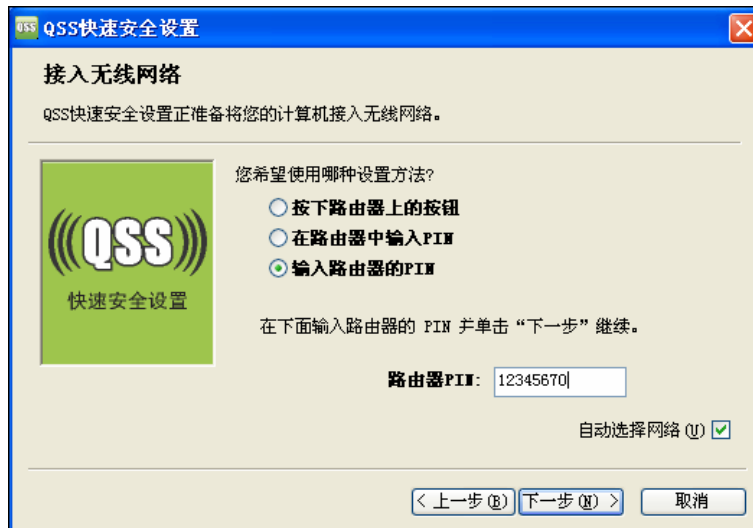 QSS QSS快速安全设置
接入无线网络
QSS快速安全设置正准备将您的计算机接入无线网络。
您希望使用哪种设置方法?
按下路由器上的按钮
在路由器中输入PIN
输入路由器的PIN
(((QSS)))
快速安全设置
在下面输入路由器的 PIN 并单击“下一步”继续。
路由器PIN: 12345670
自动选择网络(U)
< 上一步(B) 下一步(N) > 取消